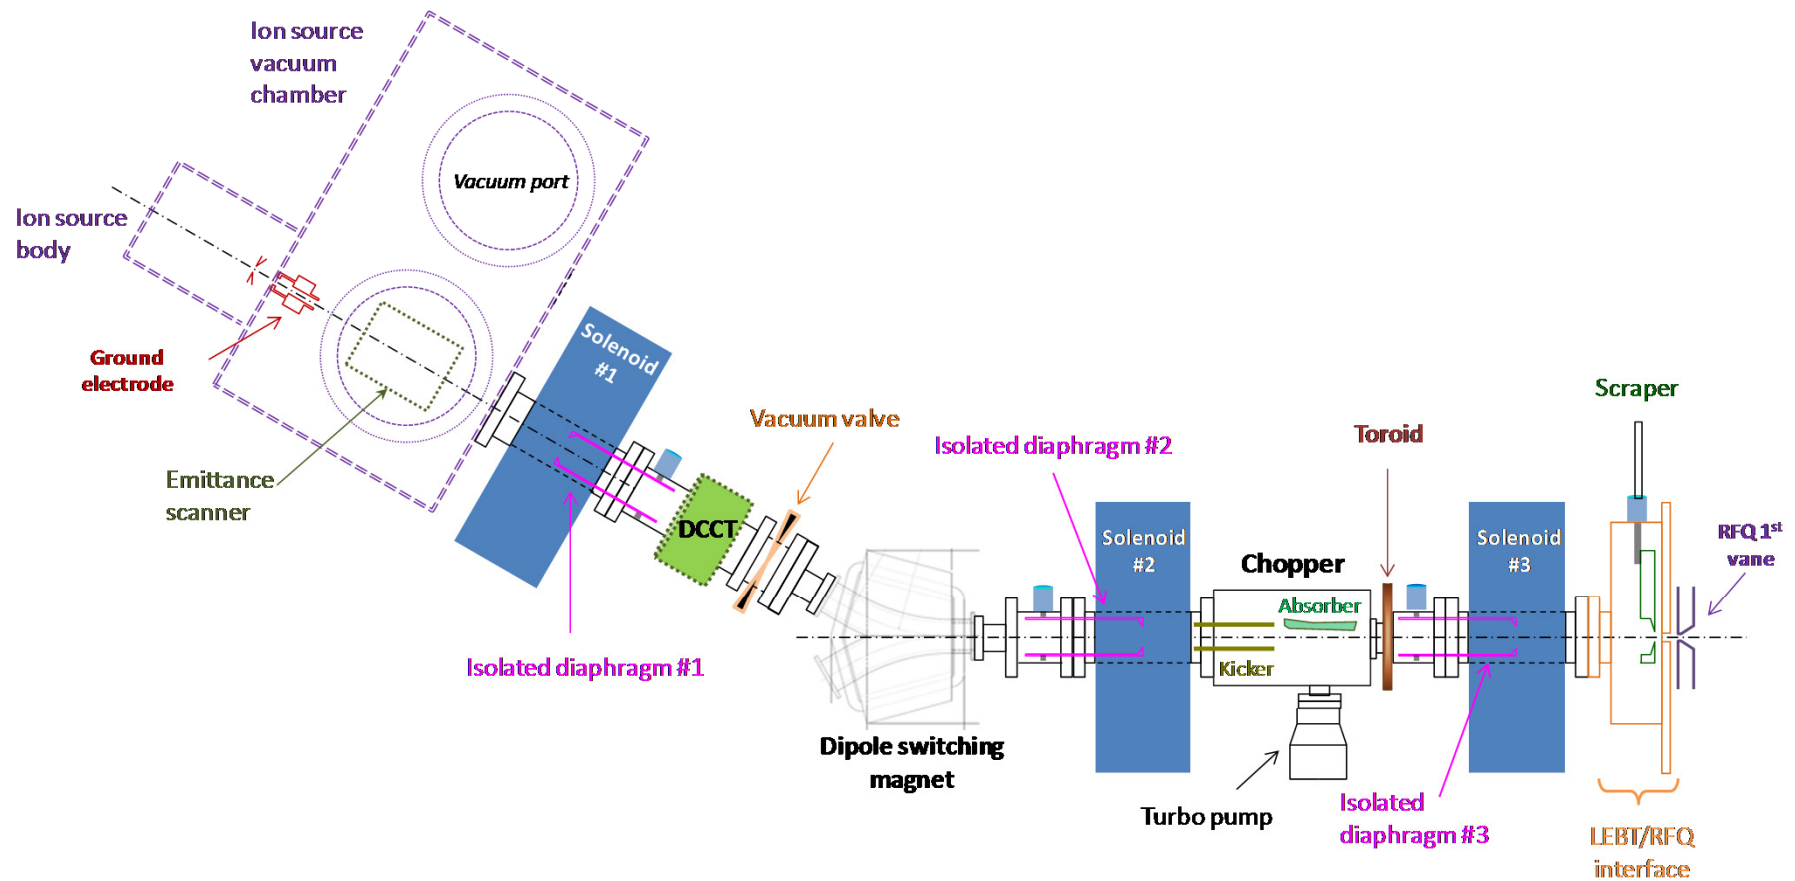 Ion source
vacuum
chamber
Vacuum port
Ion source
body
Ground
electrode
Emittance
scanner
Solenoid
#1
Isolated diaphragm #1
DCCT
Vacuum valve
Dipole switching
magnet
Isolated diaphragm #2
Solenoid
#2
Chopper
Absorber
Kicker
Turbo pump
Toroid
Solenoid
#3
Isolated
diaphragm #3
Scraper
RFQ 1st
vane
LEBT/RFQ
interface